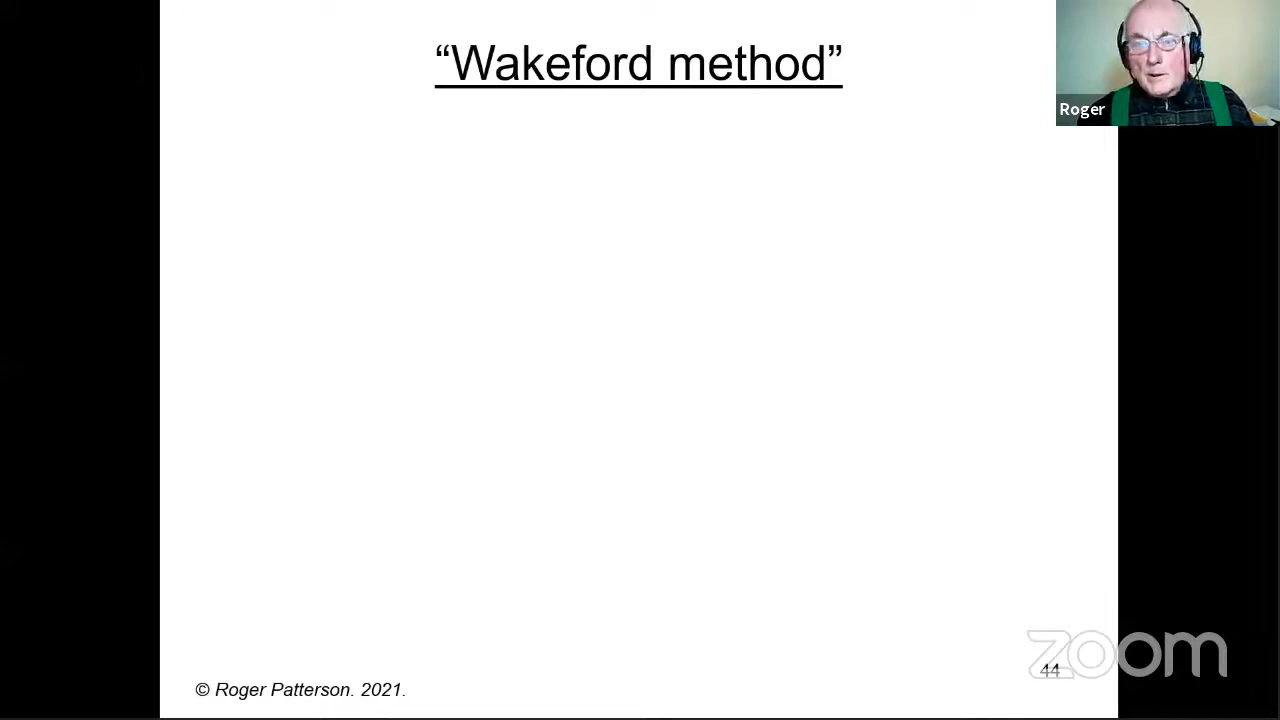 “Wakeford method”
Roger
44
zoom
© Roger Patterson. 2021.